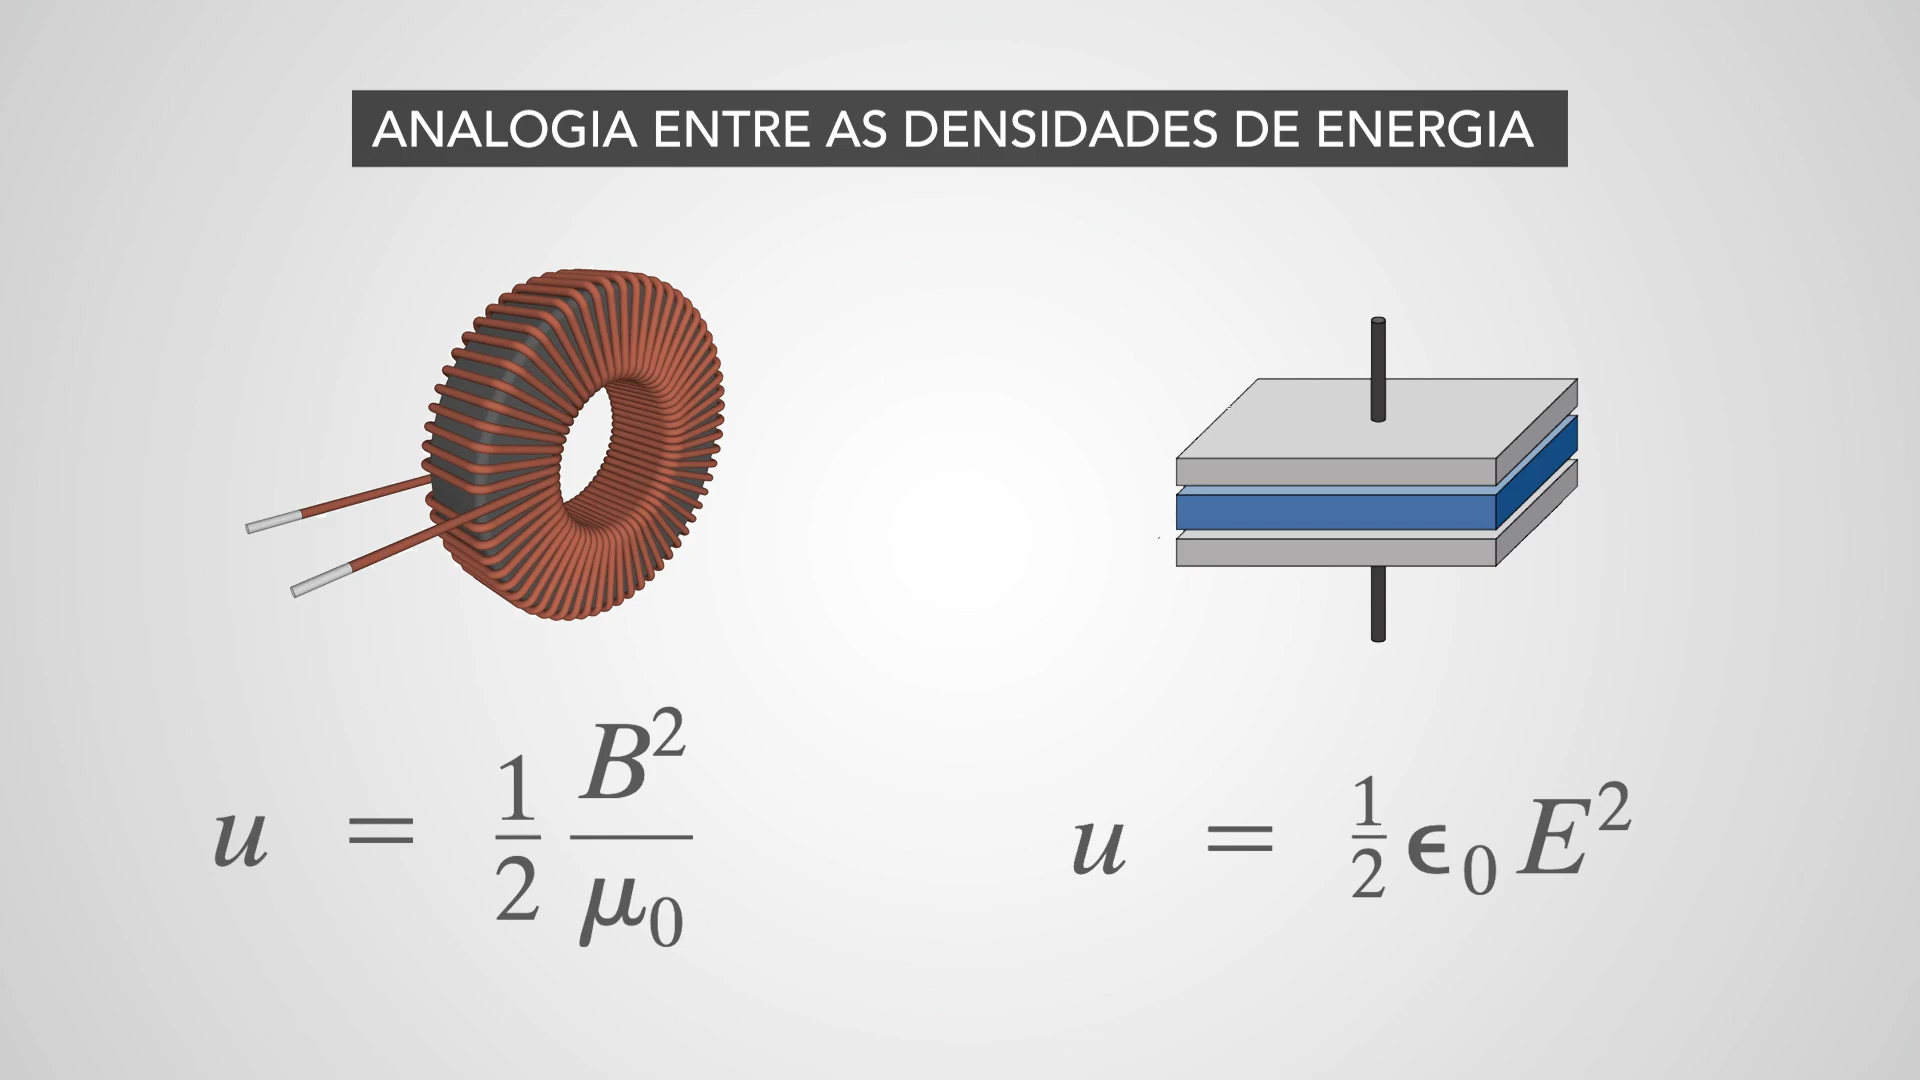 ANALOGIA ENTRE AS DENSIDADES DE ENERGIA
u = 1/2 B²/μ₀
u = 1/2 ϵ₀ E²